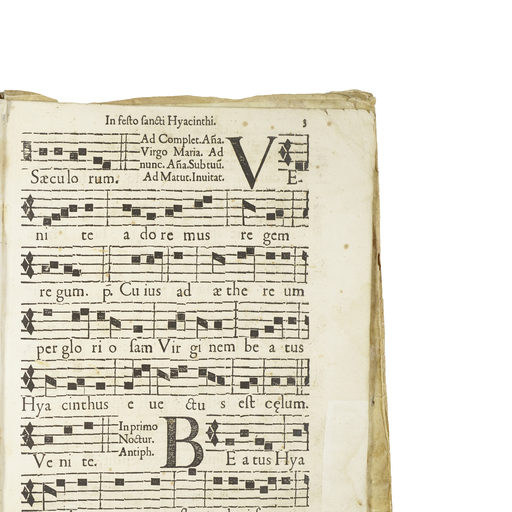 In festo sancti Hyacinthi. 3
Ad Complet.Aña.
Virgo Maria. Ad
nunc. Aña.Sub tuũ.
Ad Matut.Inuitat.
Sæculo rum. VE-
ni te a do re mus re gem
re gum. p̃. Cu ius ad æ the re um
per glo ri o sam Vir gi nem be a tus
Hya cinthus e ue ctu s est cęlum.
In primo
Noctur.
Antiph.
Ve ni te. BE a tus Hya